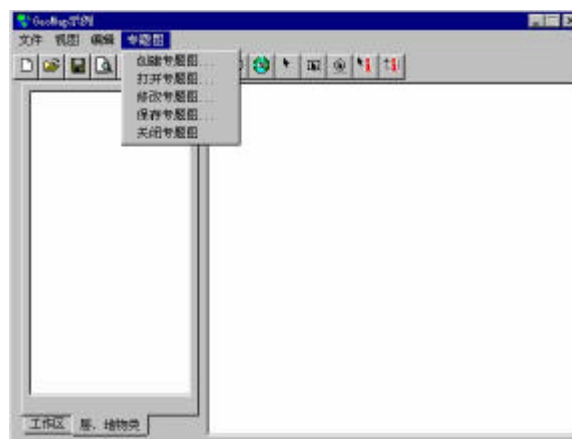 GeoMap示例
文件 视图 编辑 专题图
创建专题图...
打开专题图...
修改专题图...
保存专题图...
关闭专题图
工作区 层、地物类